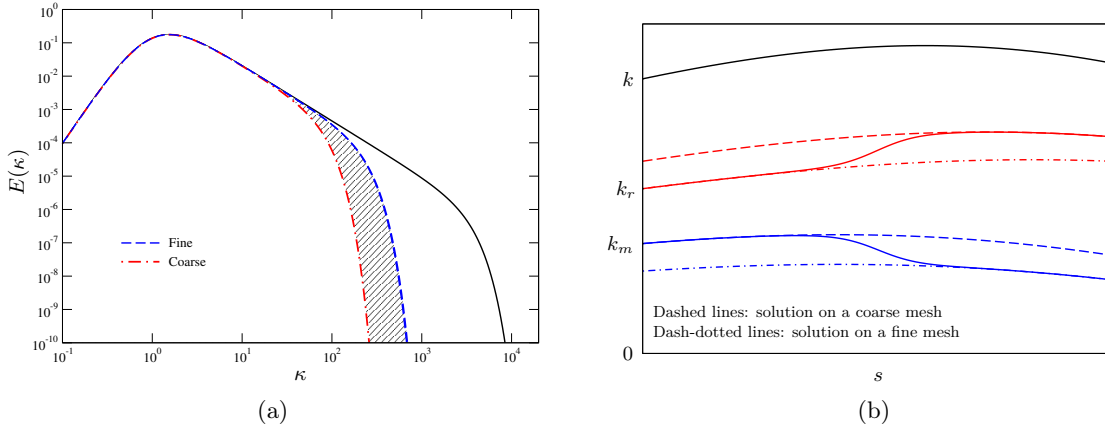 10^0
10^-1
10^-2
10^-3
10^-4
10^-5
10^-6
10^-7
10^-8
10^-9
10^-10
E(κ)
Fine
Coarse
10^-1 10^0 10^1 10^2 10^3 10^4
κ
(a)
k
k_r
k_m
Dashed lines: solution on a coarse mesh
Dash-dotted lines: solution on a fine mesh
0
s
(b)